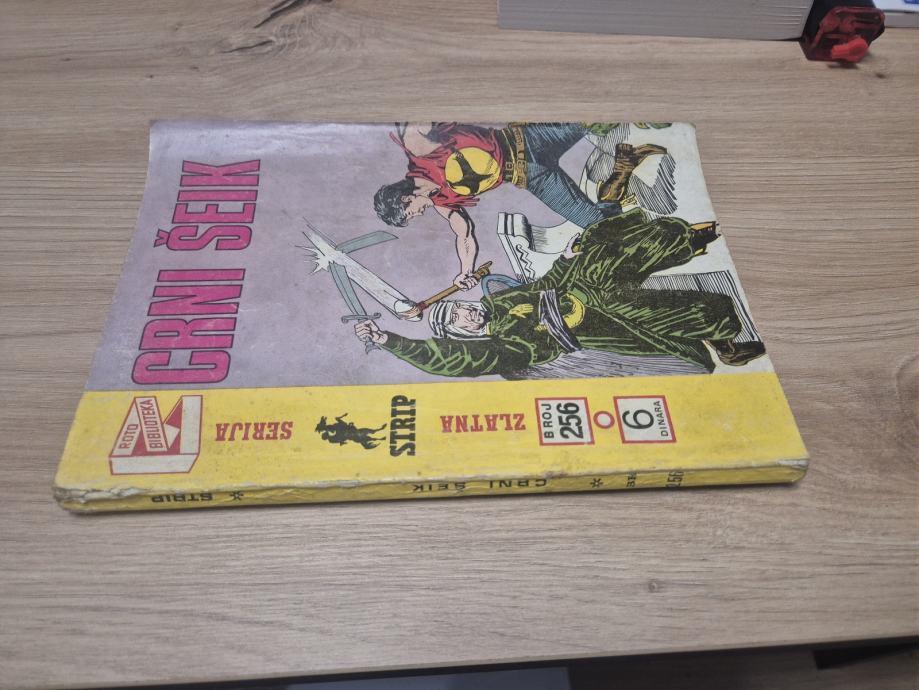 CRNI ŠEIK
ROTO
BIBLIOTEKA
ZLATNA
SERIJA
STRIP
BROJ
256
6
DINARA
STRIP * CRNI ŠEIK *
256